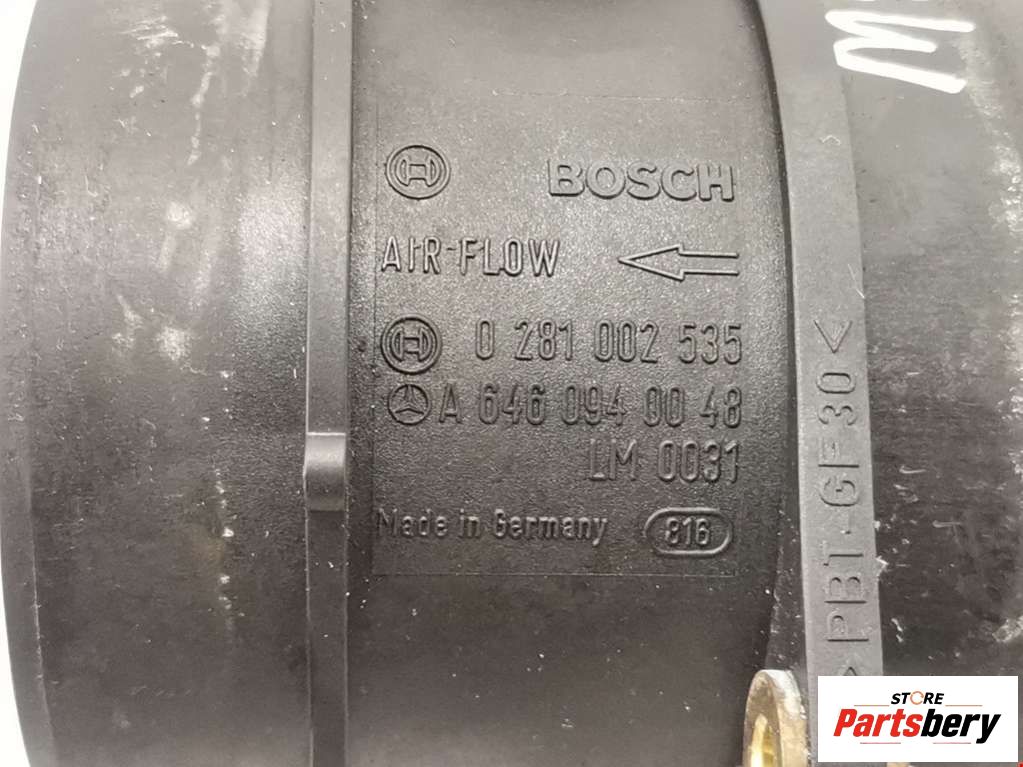 BOSCH
AIR FLOW
0 281 002 535
A 646 094 00 48
LM 0031
Made in Germany 816
>PBT-GF30<
STORE
Partsbery